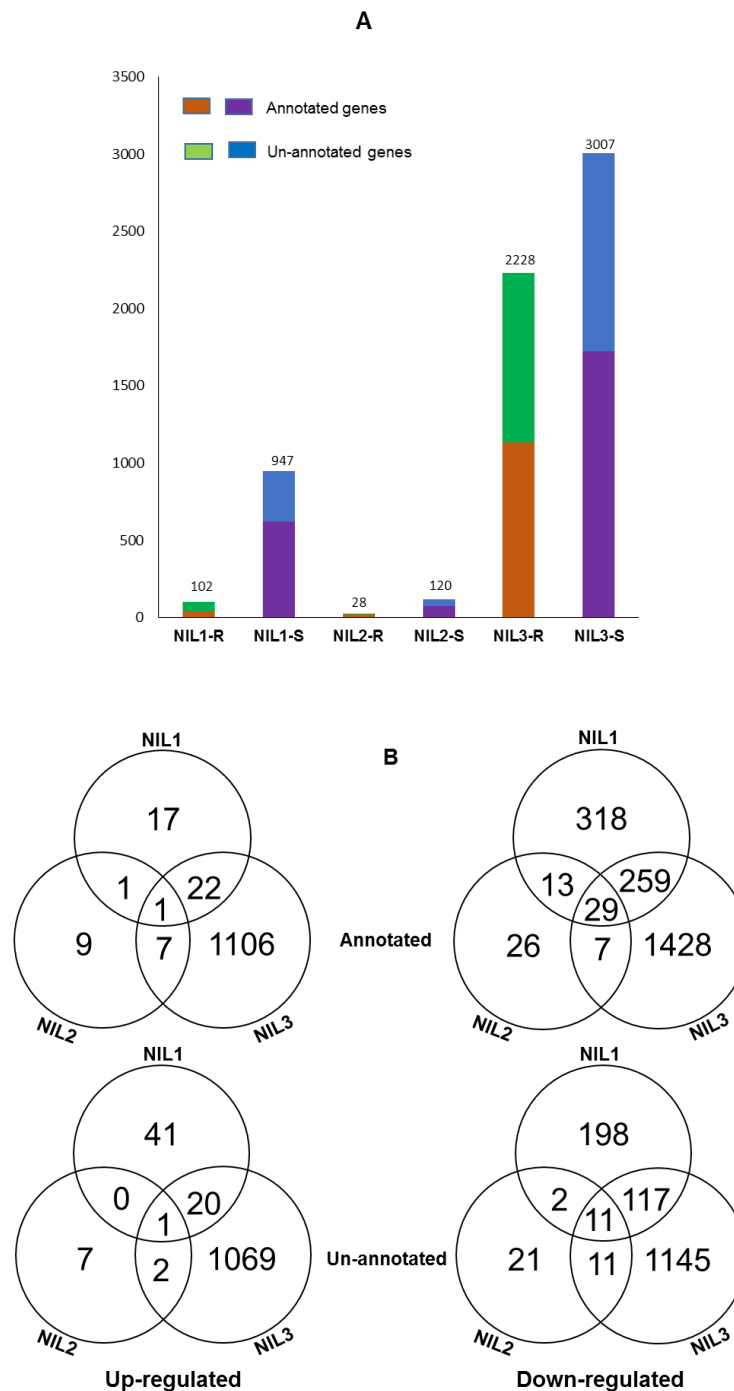 A
3500
3000
2500
2000
1500
1000
500
0
Annotated genes
Un-annotated genes
102
947
28
120
2228
3007
NIL1-R NIL1-S NIL2-R NIL2-S NIL3-R NIL3-S
B
NIL1
17
1
22
1
9
7
1106
NIL2
NIL3
Annotated
NIL1
318
13
259
29
26
7
1428
NIL2
NIL3
NIL1
41
0
20
1
7
2
1069
NIL2
NIL3
Up-regulated
Un-annotated
NIL1
198
2
117
11
21
11
1145
NIL2
NIL3
Down-regulated